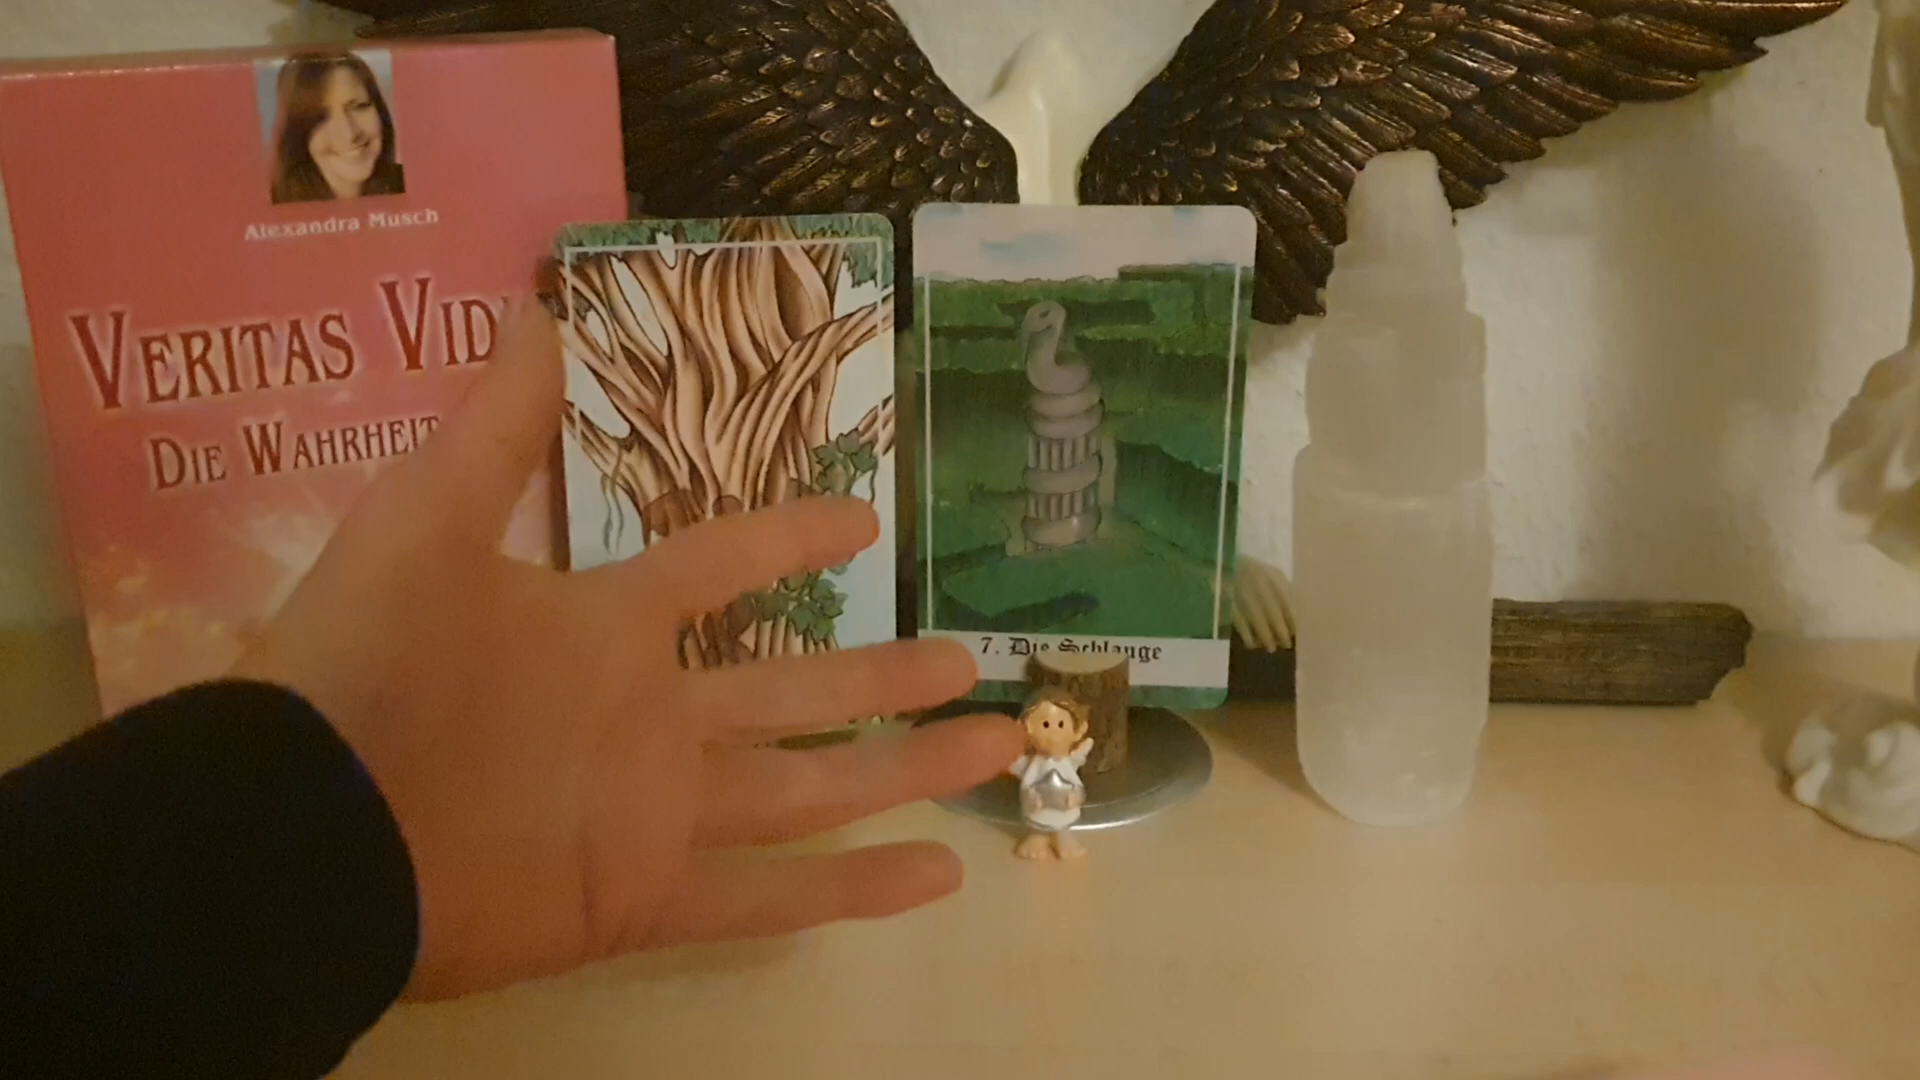 Alexandra Musch
VERITAS VID
DIE WAHRHEIT
7. Die Schlange